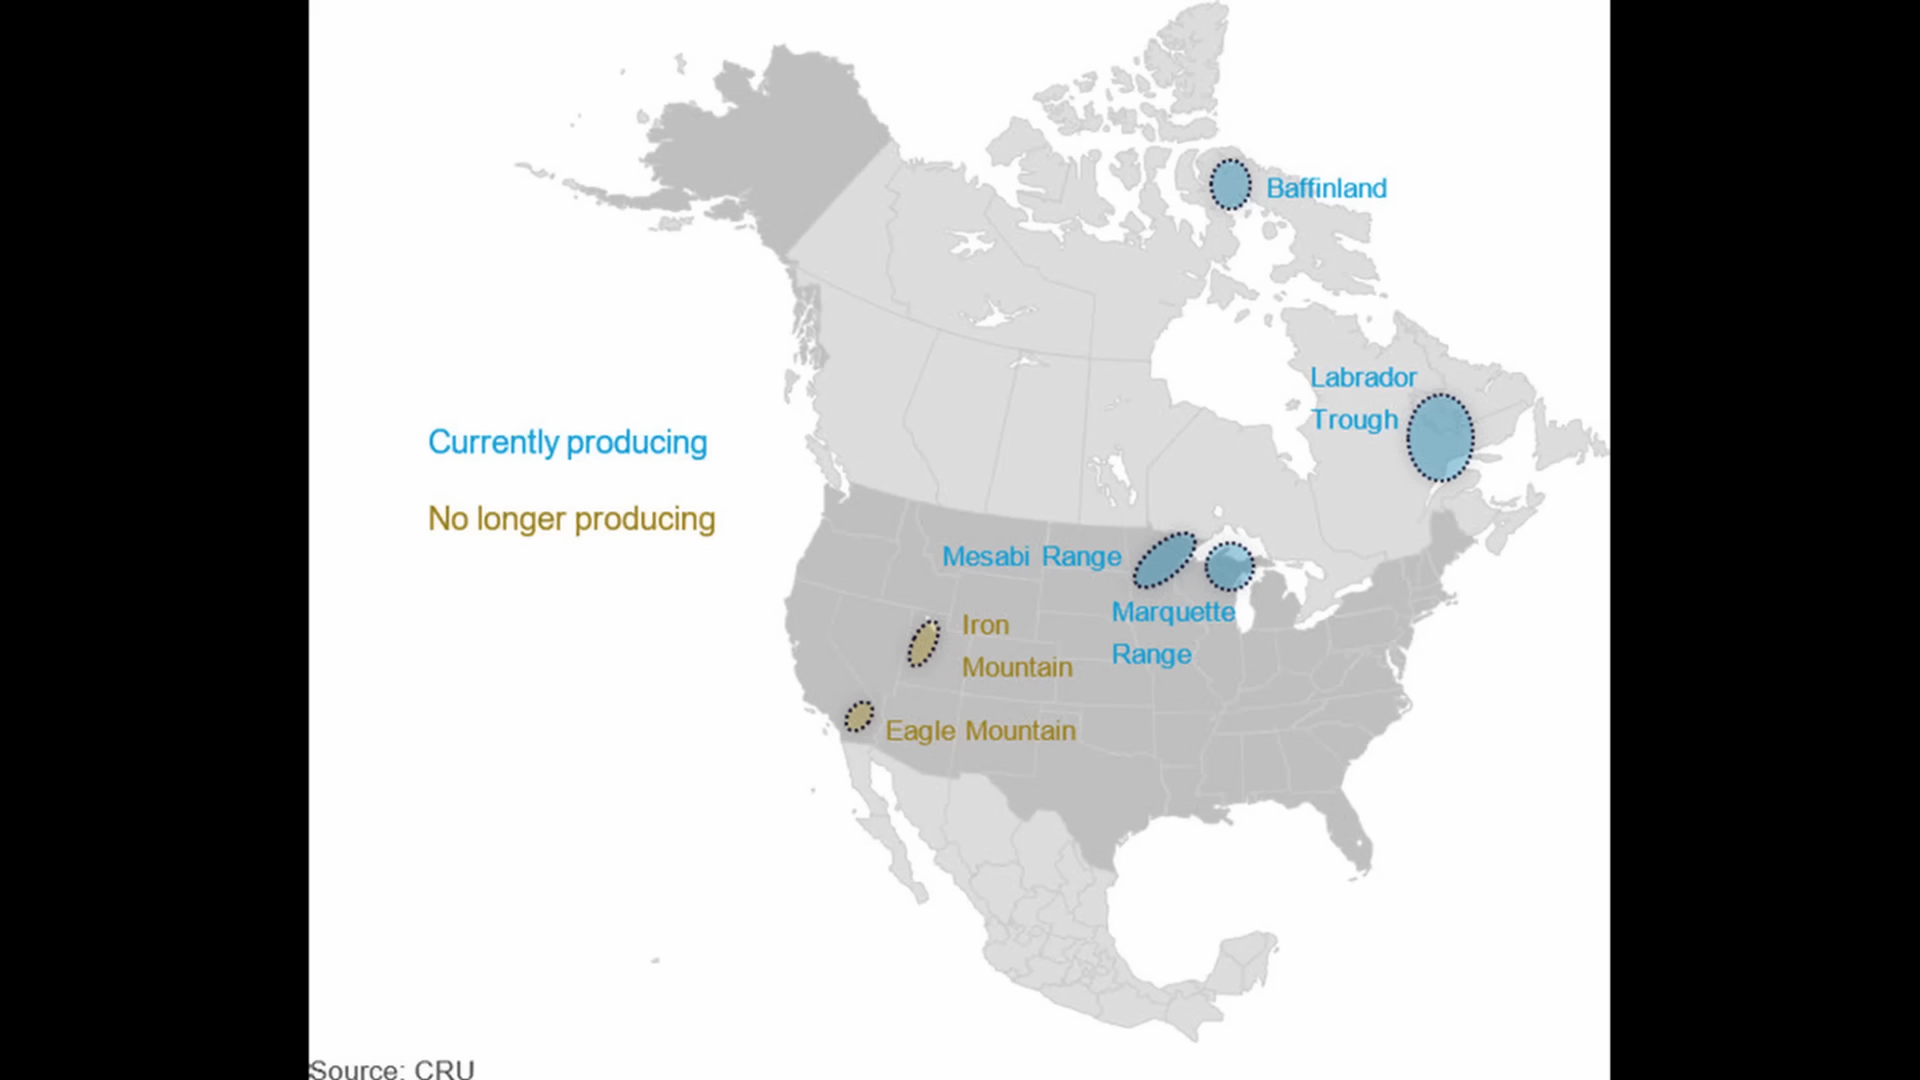 Baffinland
Labrador
Trough
Currently producing
No longer producing
Mesabi Range
Marquette
Range
Iron
Mountain
Eagle Mountain
Source: CRU